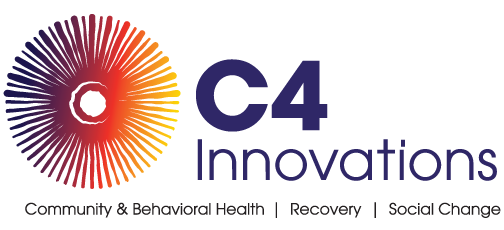 C4
Innovations
Community & Behavioral Health | Recovery | Social Change